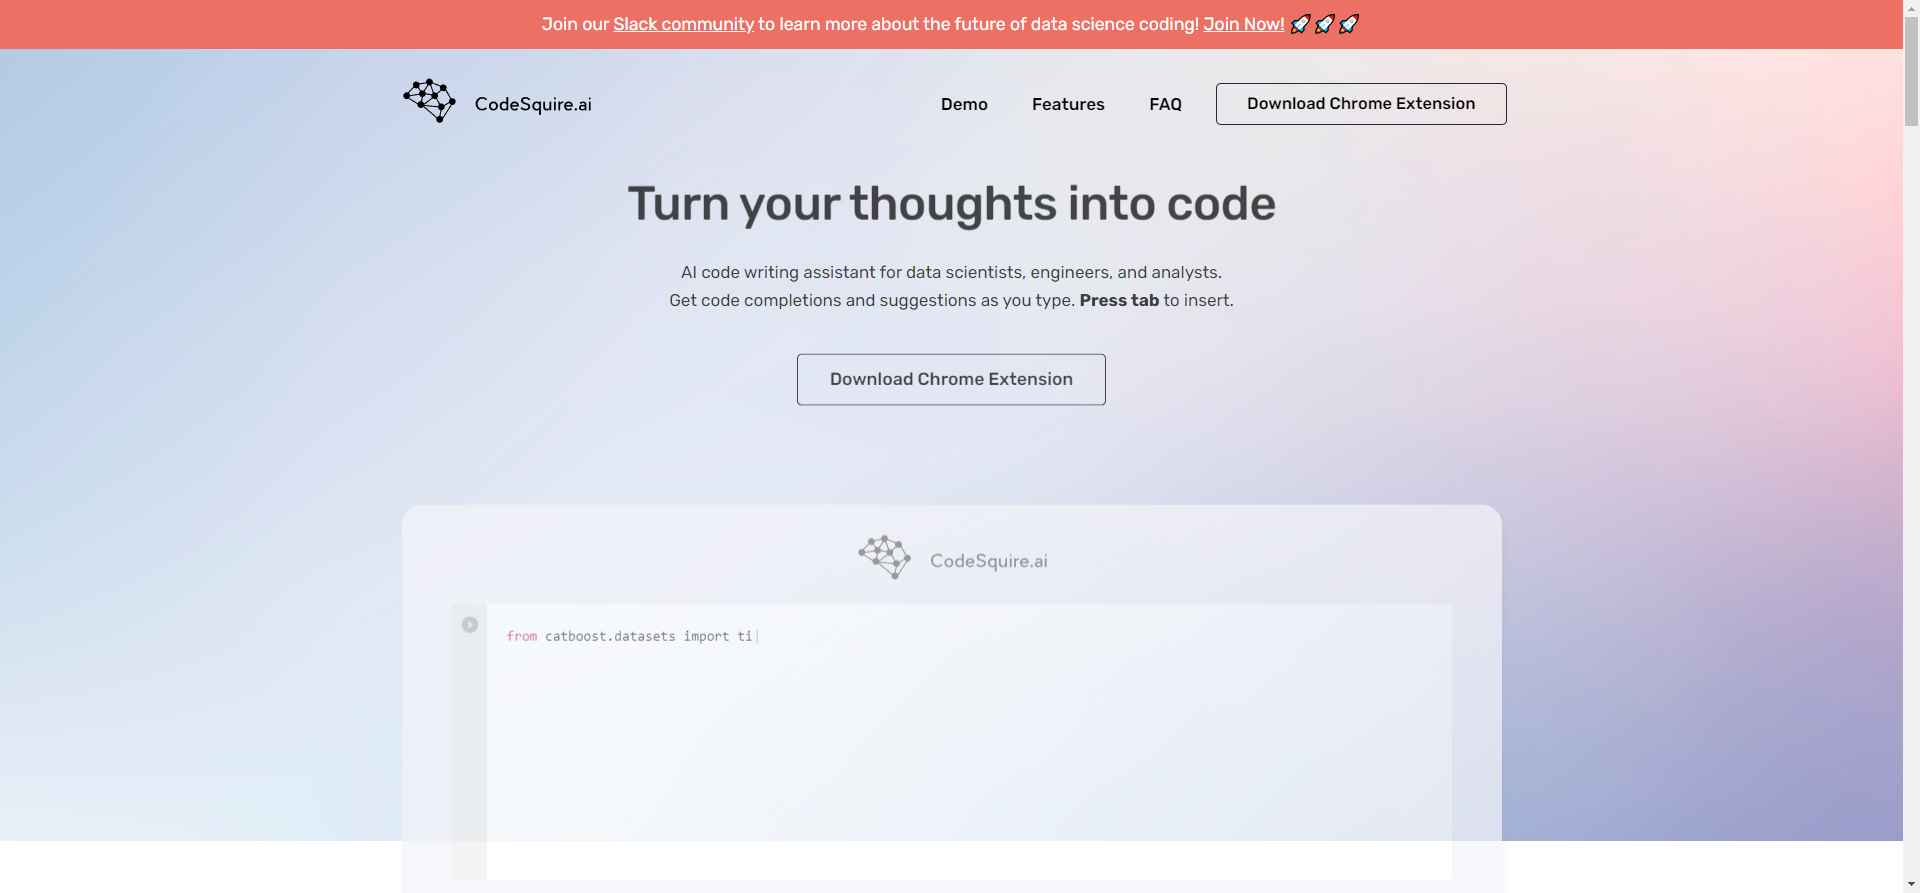 Join our Slack community to learn more about the future of data science coding! Join Now! 🚀🚀🚀
CodeSquire.ai
Demo
Features
FAQ
Download Chrome Extension
Turn your thoughts into code
AI code writing assistant for data scientists, engineers, and analysts.
Get code completions and suggestions as you type. Press tab to insert.
Download Chrome Extension
CodeSquire.ai
from catboost.datasets import ti